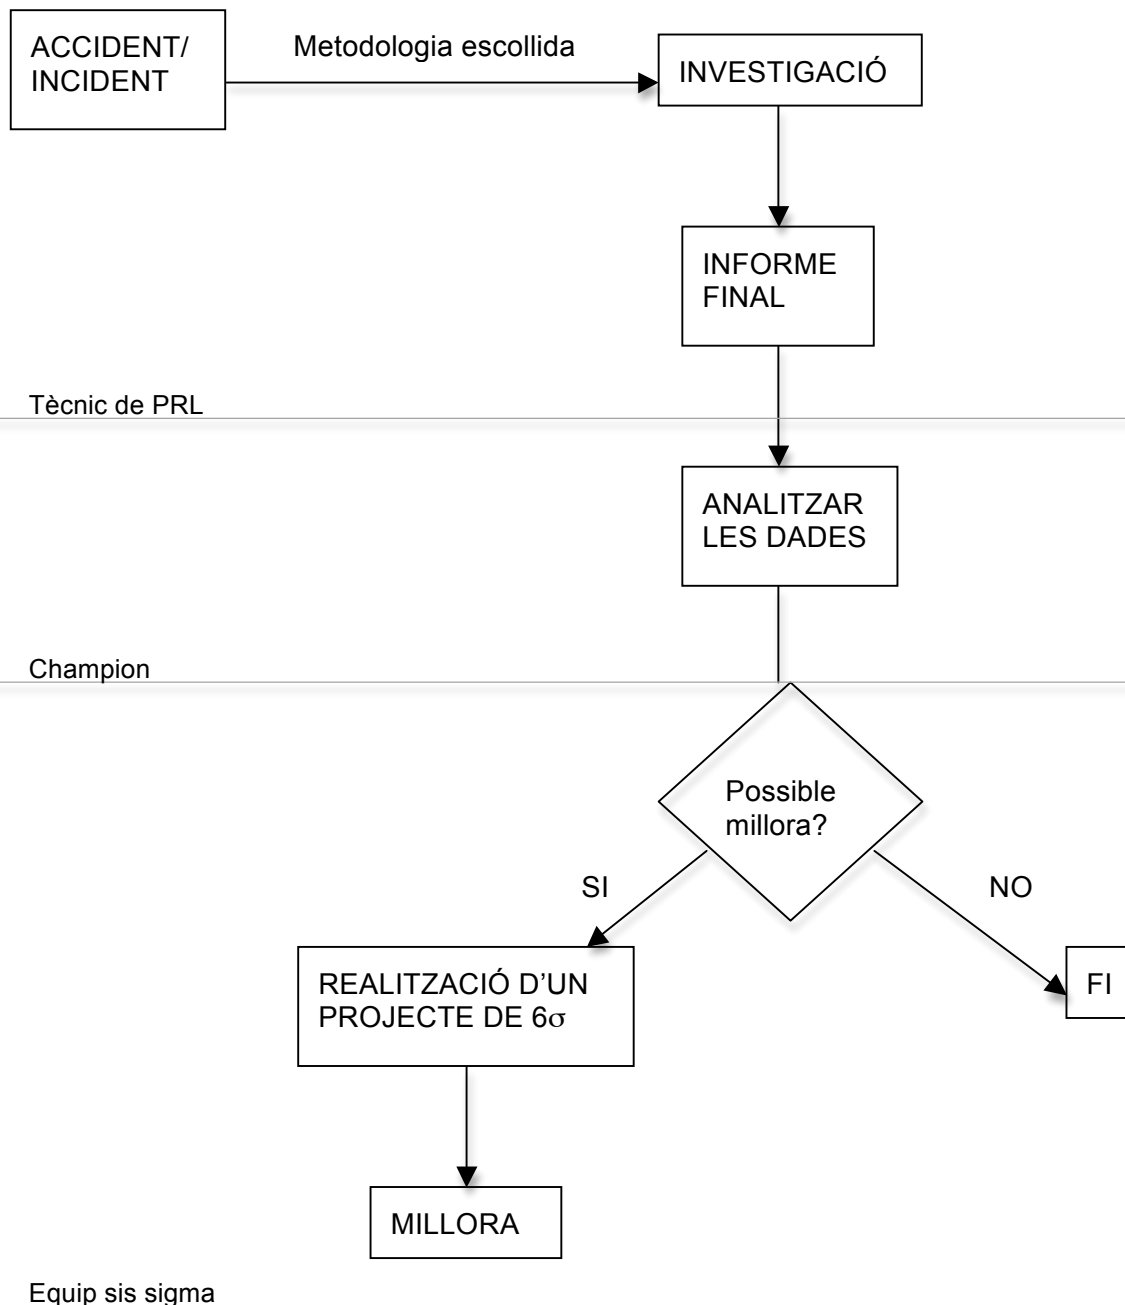 ACCIDENT/
INCIDENT
Metodologia escollida
INVESTIGACIÓ
INFORME
FINAL
Tècnic de PRL
ANALITZAR
LES DADES
Champion
Possible
millora?
SI
NO
REALITZACIÓ D’UN
PROJECTE DE 6σ
FI
MILLORA
Equip sis sigma